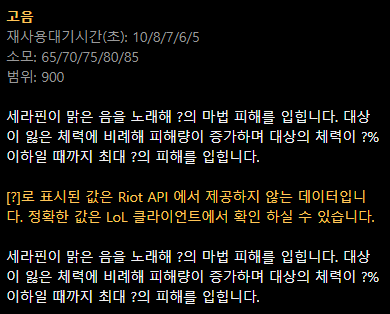 고음
재사용대기시간(초): 10/8/7/6/5
소모: 65/70/75/80/85
범위: 900
세라핀이 맑은 음을 노래해 ?의 마법 피해를 입힙니다. 대상
이 잃은 체력에 비례해 피해량이 증가하며 대상의 체력이 ?%
이하일 때까지 최대 ?의 피해를 입힙니다.
[?]로 표시된 값은 Riot API 에서 제공하지 않는 데이터입니
다. 정확한 값은 LoL 클라이언트에서 확인 하실 수 있습니다.
세라핀이 맑은 음을 노래해 ?의 마법 피해를 입힙니다. 대상
이 잃은 체력에 비례해 피해량이 증가하며 대상의 체력이 ?%
이하일 때까지 최대 ?의 피해를 입힙니다.